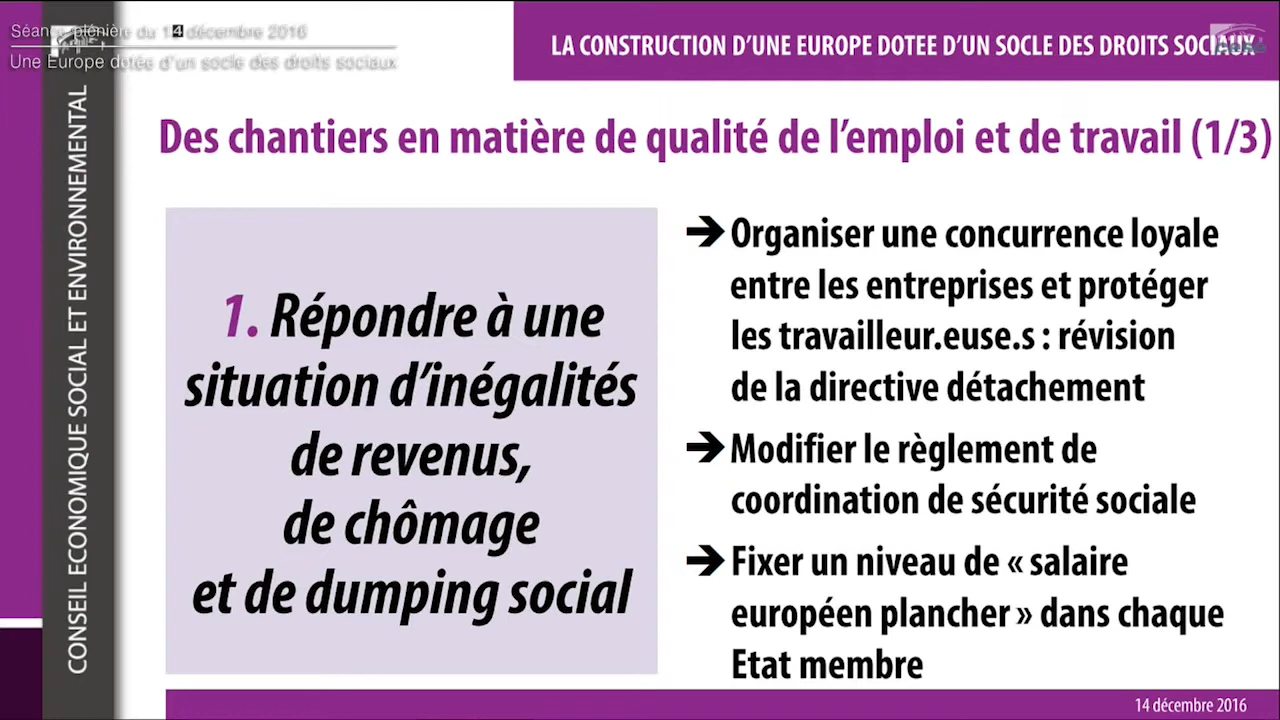 Séance plénière du 14 décembre 2016
Une Europe dotée d'un socle des droits sociaux
LA CONSTRUCTION D'UNE EUROPE DOTEE D'UN SOCLE DES DROITS SOCIAUX
CONSEIL ECONOMIQUE SOCIAL ET ENVIRONNEMENTAL
Des chantiers en matière de qualité de l'emploi et de travail (1/3)
1. Répondre à une
situation d'inégalités
de revenus,
de chômage
et de dumping social
➔ Organiser une concurrence loyale
entre les entreprises et protéger
les travailleur.euse.s : révision
de la directive détachement
➔ Modifier le règlement de
coordination de sécurité sociale
➔ Fixer un niveau de « salaire
européen plancher » dans chaque
Etat membre
14 décembre 2016